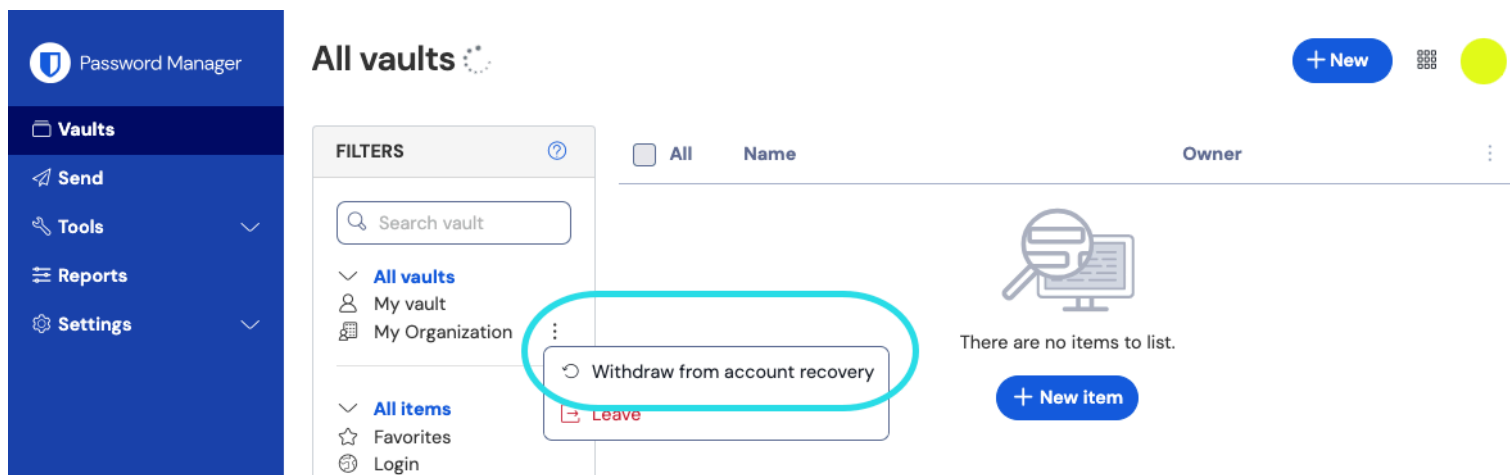 Password Manager
Vaults
Send
Tools
Reports
Settings
All vaults
New
FILTERS
Search vault
All vaults
My vault
My Organization
Withdraw from account recovery
Leave
All items
Favorites
Login
All Name Owner
There are no items to list.
New item